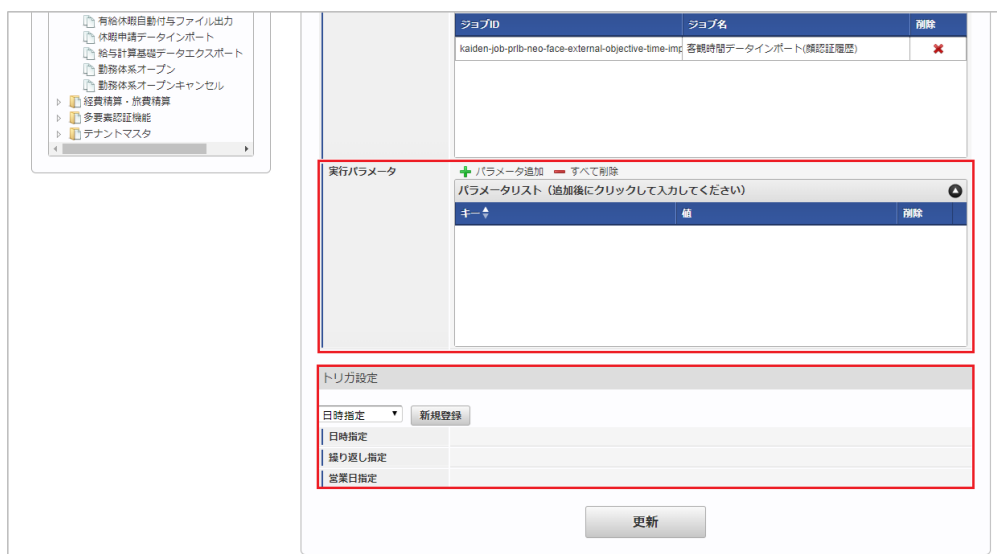 有給休暇自動付与ファイル出力
休暇申請データインポート
給与計算基礎データエクスポート
勤務体系オープン
勤務体系オープンキャンセル
経費精算・旅費精算
多要素認証機能
テナントマスタ
ジョブID ジョブ名 削除
kaiden-job-prlb-neo-face-external-objective-time-imp 客観時間データインポート(顔認証履歴)
実行パラメータ
パラメータ追加 すべて削除
パラメータリスト（追加後にクリックして入力してください）
キー 値 削除
トリガ設定
日時指定 新規登録
日時指定
繰り返し指定
営業日指定
更新